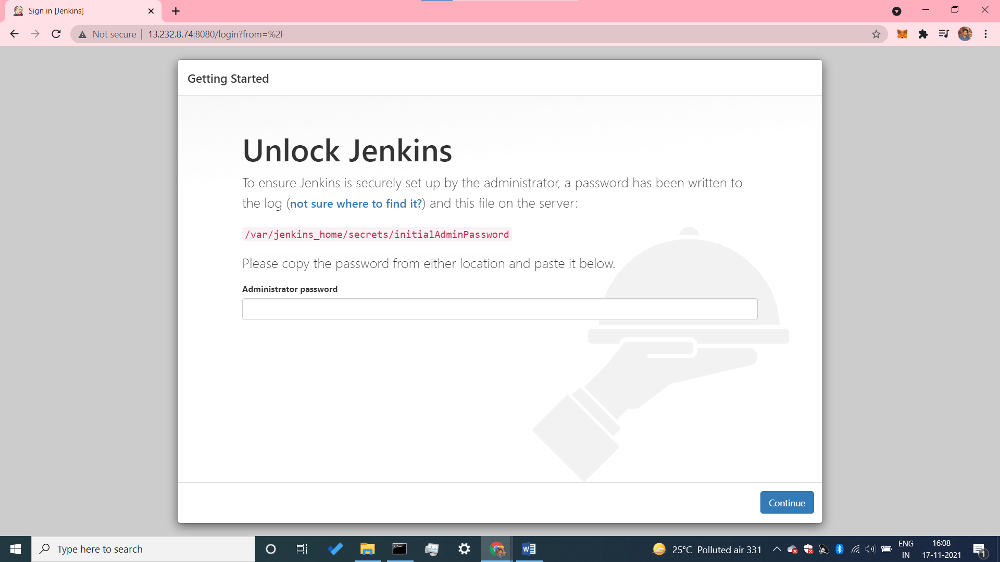 Sign in [Jenkins]
Not secure
13.232.8.74:8080/login?from=%2F
Getting Started
Unlock Jenkins
To ensure Jenkins is securely set up by the administrator, a password has been written to
the log (not sure where to find it?) and this file on the server:
/var/jenkins_home/secrets/initialAdminPassword
Please copy the password from either location and paste it below.
Administrator password
Continue
Type here to search
25°C Polluted air 331
ENG
IN
16:08
17-11-2021
1